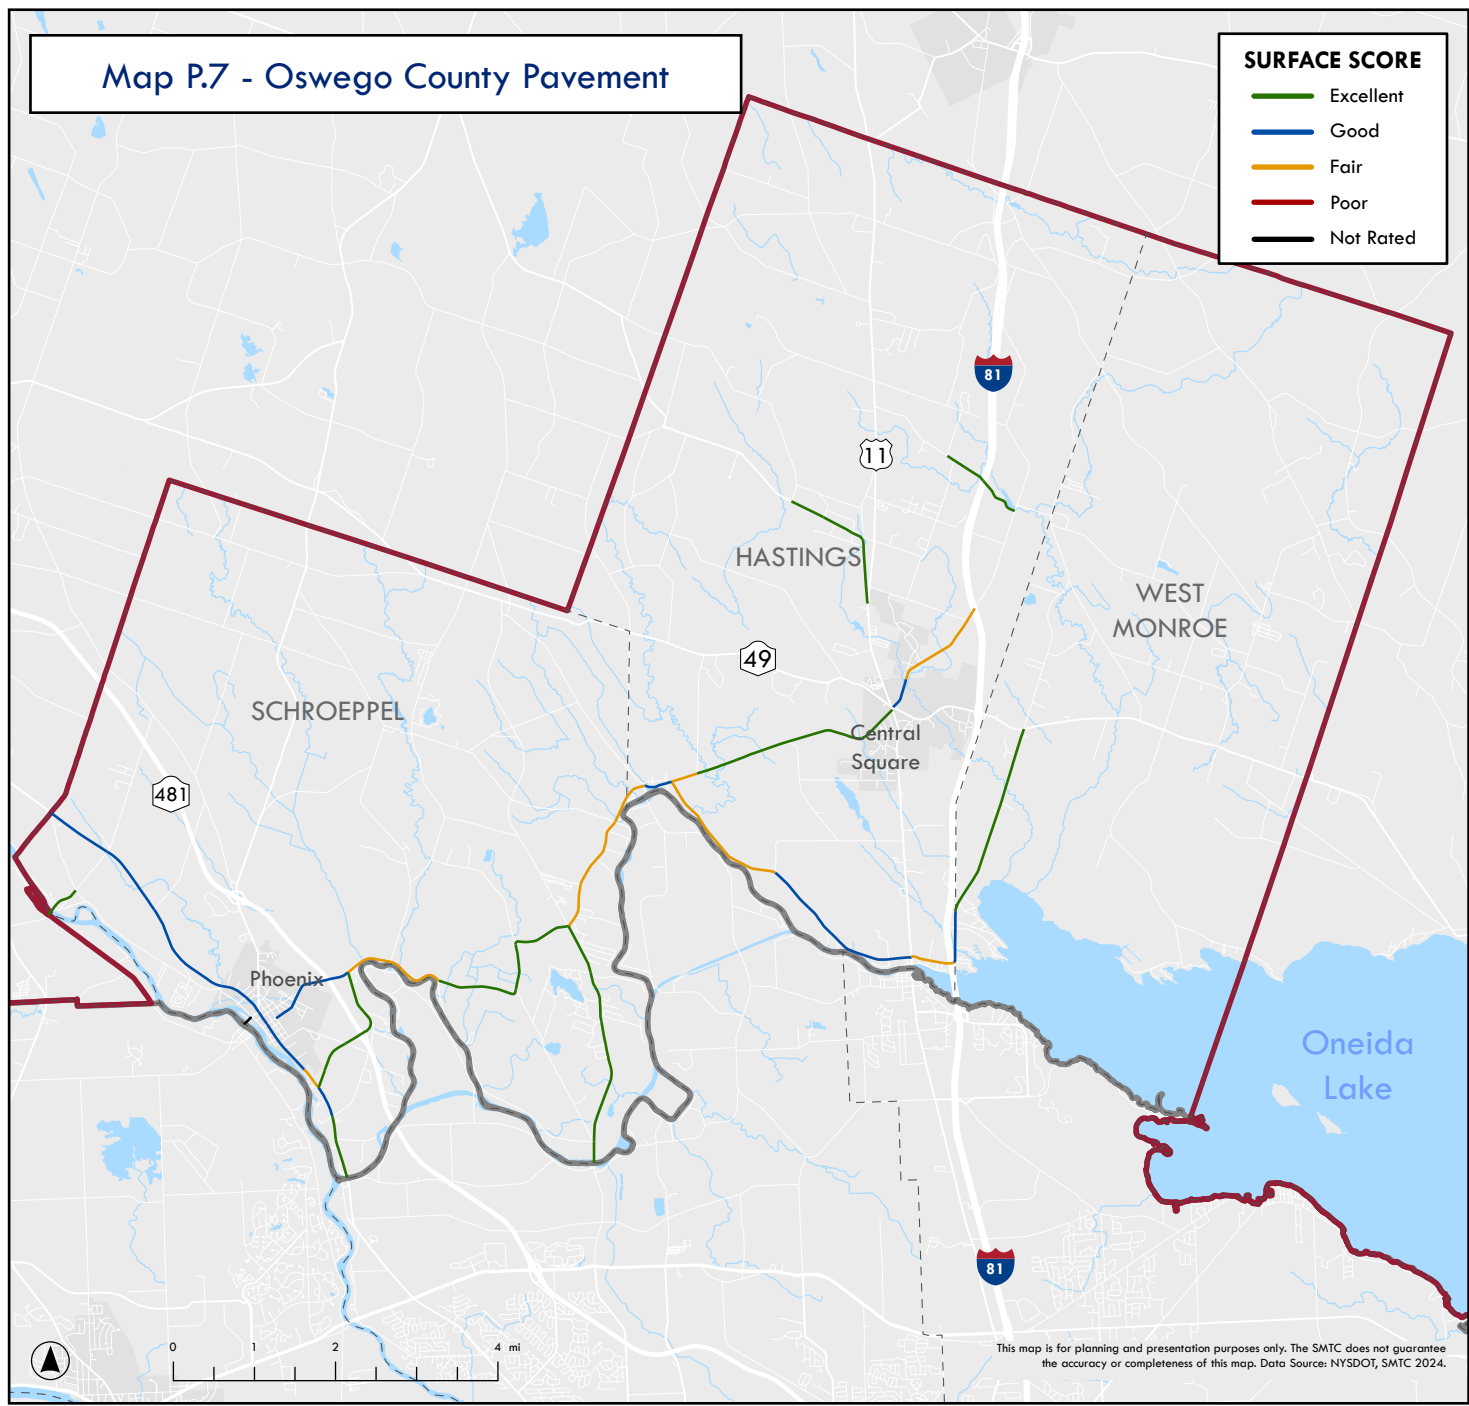 Map P.7 - Oswego County Pavement
SURFACE SCORE
Excellent
Good
Fair
Poor
Not Rated
81
11
HASTINGS
WEST
MONROE
49
SCHROEPPEL
Central
Square
481
Phoenix
Oneida
Lake
81
0 1 2 4 mi
This map is for planning and presentation purposes only. The SMTC does not guarantee
the accuracy or completeness of this map. Data Source: NYSDOT, SMTC 2024.